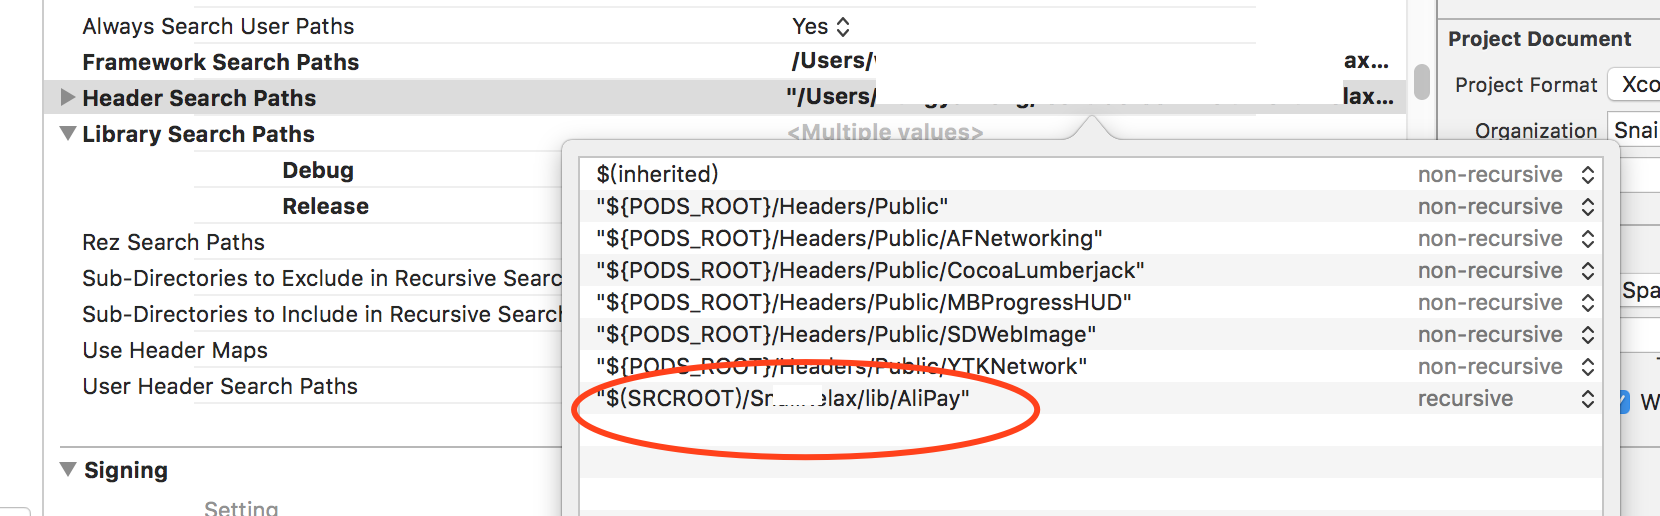 Always Search User Paths Yes
Framework Search Paths /Users/ ax...
Header Search Paths "/Users/ lax...
Library Search Paths <Multiple values>
Debug
Release
Rez Search Paths
Sub-Directories to Exclude in Recursive Searc
Sub-Directories to Include in Recursive Searc
Use Header Maps
User Header Search Paths
Signing
Setting
$(inherited) non-recursive
"${PODS_ROOT}/Headers/Public" non-recursive
"${PODS_ROOT}/Headers/Public/AFNetworking" non-recursive
"${PODS_ROOT}/Headers/Public/CocoaLumberjack" non-recursive
"${PODS_ROOT}/Headers/Public/MBProgressHUD" non-recursive
"${PODS_ROOT}/Headers/Public/SDWebImage" non-recursive
"${PODS_ROOT}/Headers/Public/YTKNetwork" non-recursive
"$(SRCROOT)/Sn elax/lib/AliPay" recursive
Project Document
Project Format Xco
Organization Snai
Spa
W